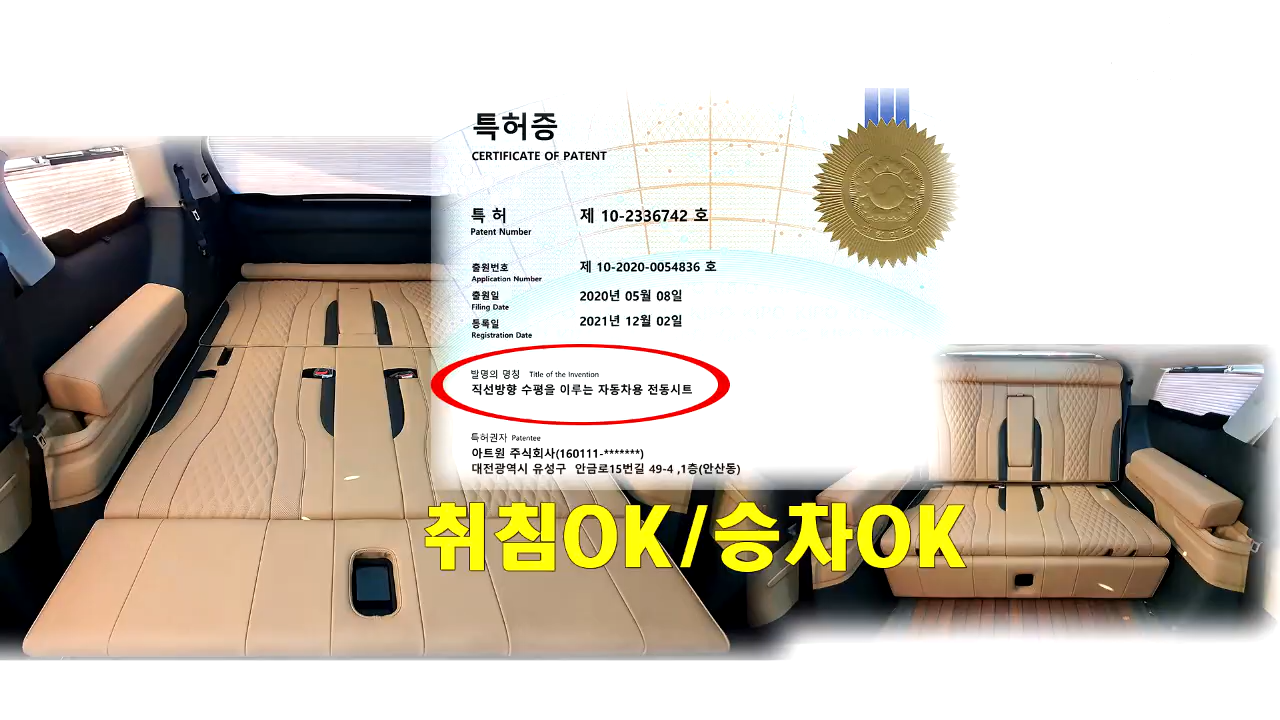 특허증
CERTIFICATE OF PATENT
특 허 제 10-2336742 호
Patent Number
출원번호 제 10-2020-0054836 호
Application Number
출원일 2020년 05월 08일
Filing Date
등록일 2021년 12월 02일
Registration Date
발명의 명칭 Title of the Invention
직선방향 수평을 이루는 자동차용 전동시트
특허권자 Patentee
아트원 주식회사(160111-*******)
대전광역시 유성구 안금로15번길 49-4 ,1층(안산동)
취침OK/승차OK